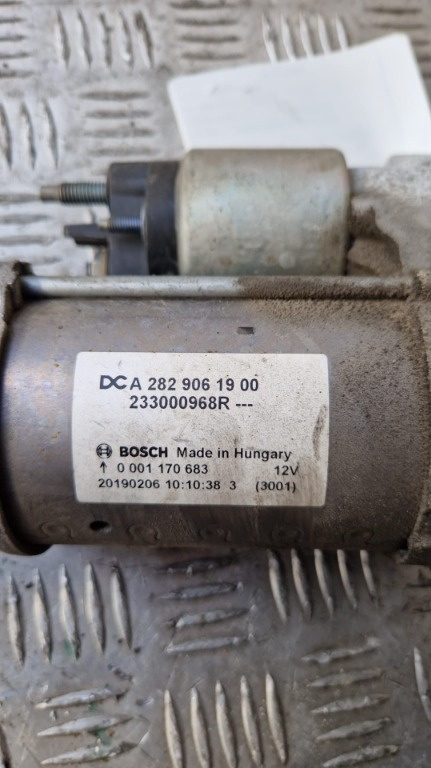 DC A 282 906 19 00
233000968R ---
BOSCH Made in Hungary
↑ 0 001 170 683 12V
20190206 10:10:38 3 (3001)